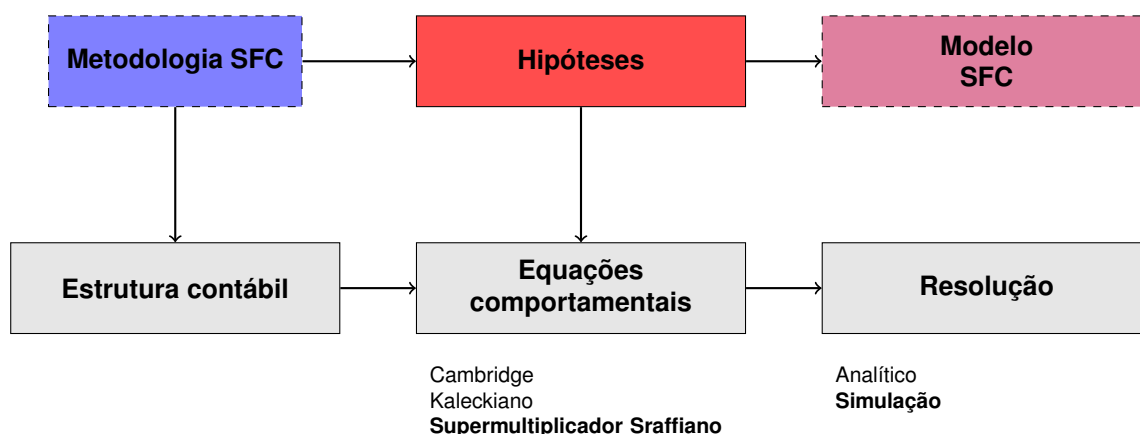 Metodologia SFC
Hipóteses
Modelo
SFC
Estrutura contábil
Equações
comportamentais
Resolução
Cambridge
Kaleckiano
Supermultiplicador Sraffiano
Analítico
Simulação